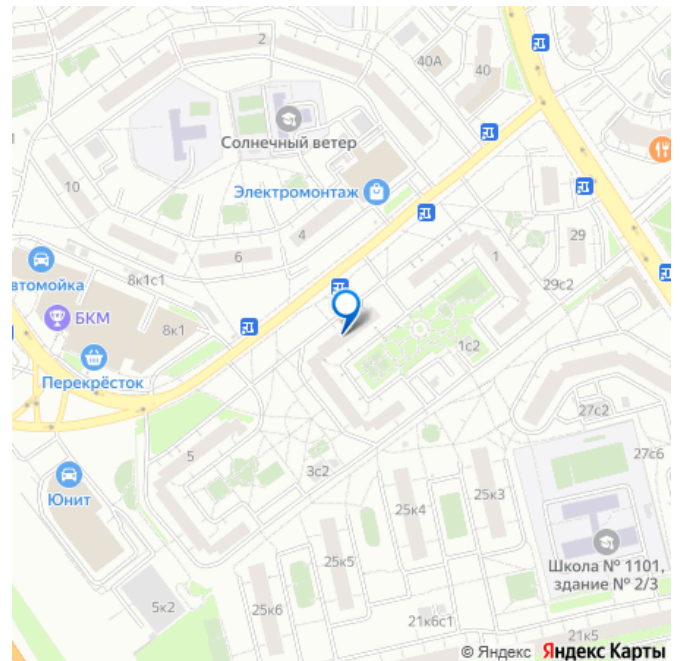 2
40А
40
Солнечный ветер
10
Электромонтаж
4
6
1
29
29с2
8к1с1
втомойка
БКМ
8к1
Перекрёсток
1с2
27с2
5
3с2
27с6
Юнит
25к4
25к3
Школа № 1101,
здание № 2/3
25к5
5к2
25к6
21к6с1
21к5
© Яндекс Яндекс Карты